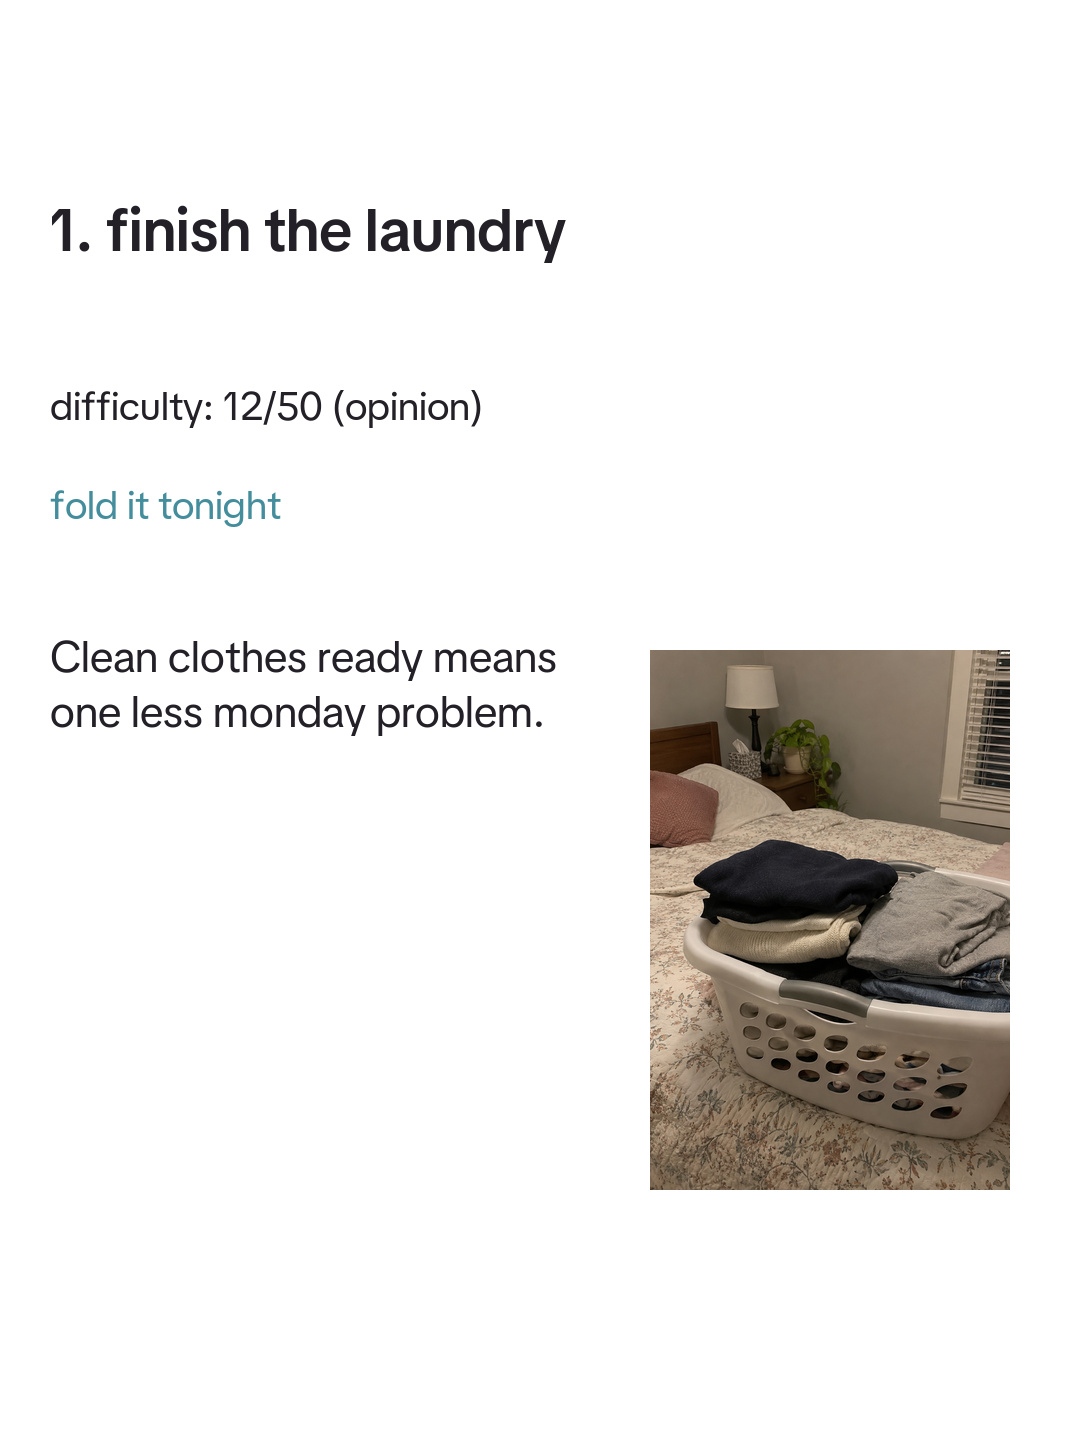 1. finish the laundry
difficulty: 12/50 (opinion)
fold it tonight
Clean clothes ready means
one less monday problem.